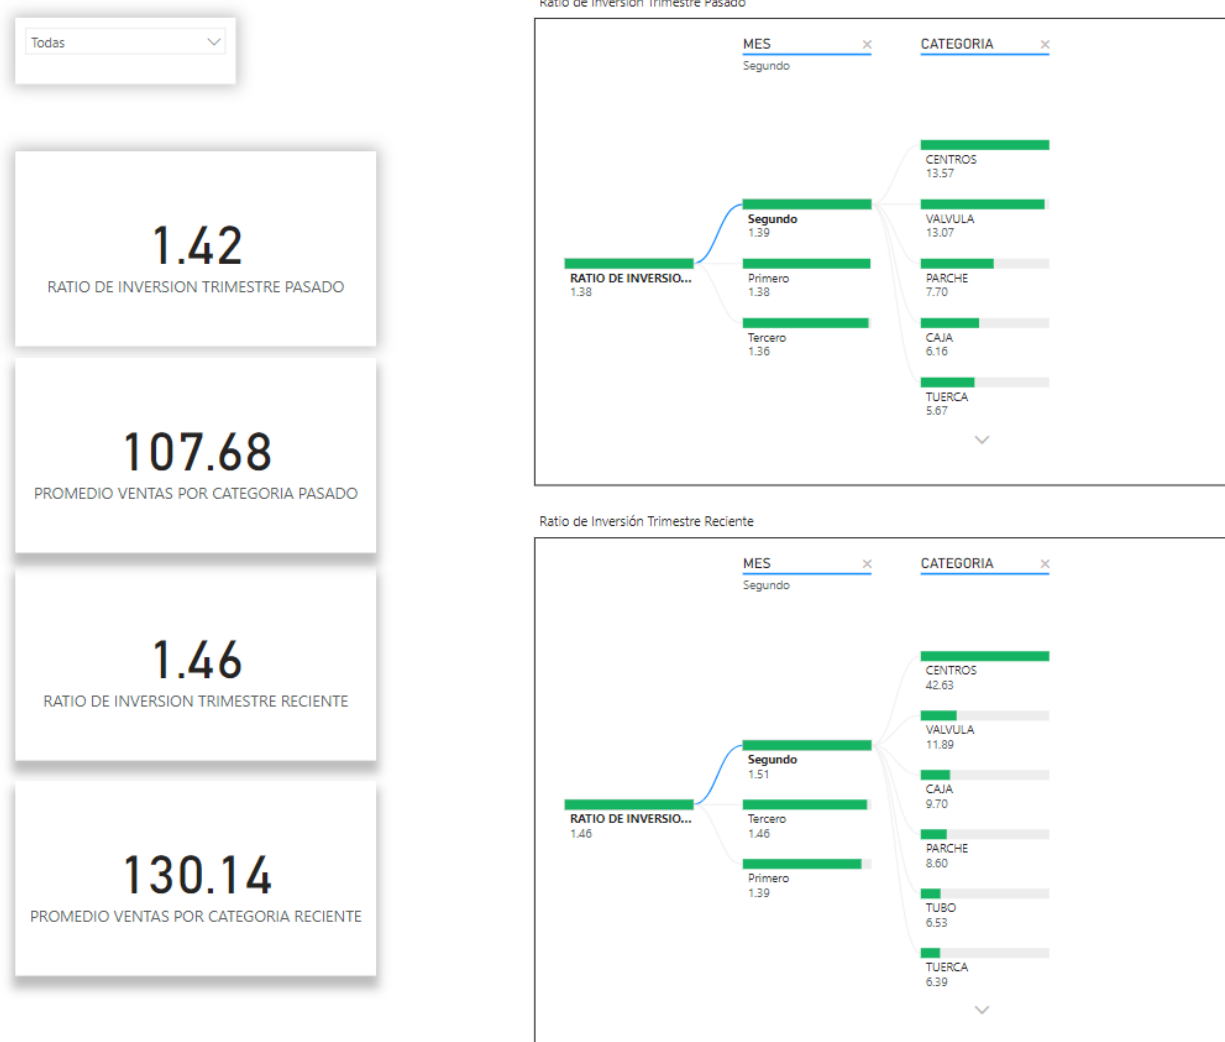 Todas
1.42
RATIO DE INVERSION TRIMESTRE PASADO
107.68
PROMEDIO VENTAS POR CATEGORIA PASADO
1.46
RATIO DE INVERSION TRIMESTRE RECIENTE
130.14
PROMEDIO VENTAS POR CATEGORIA RECIENTE
Ratio de Inversión Trimestre Pasado
MES
CATEGORIA
Segundo
RATIO DE INVERSIO...
1.38
Segundo
1.39
Primero
1.38
Tercero
1.36
CENTROS
13.57
VALVULA
13.07
PARCHE
7.70
CAJA
6.16
TUERCA
5.67
Ratio de Inversión Trimestre Reciente
MES
CATEGORIA
Segundo
RATIO DE INVERSIO...
1.46
Segundo
1.51
Tercero
1.46
Primero
1.39
CENTROS
42.63
VALVULA
11.89
CAJA
9.70
PARCHE
8.60
TUBO
6.53
TUERCA
6.39